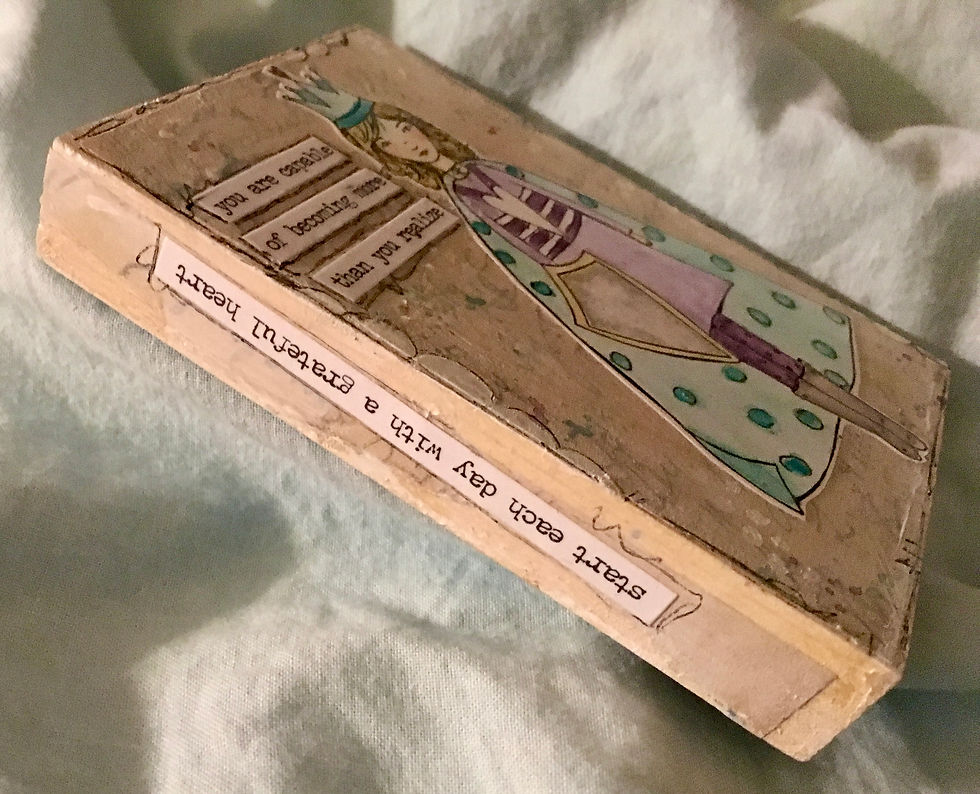 you are capable
of becoming more
than you realize
start each day with a grateful heart